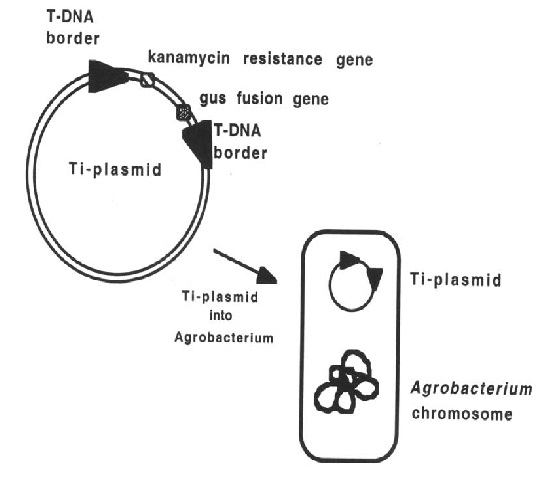 T-DNA
border
kanamycin resistance gene
gus fusion gene
T-DNA
border
Ti-plasmid
Ti-plasmid
into
Agrobacterium
Ti-plasmid
Agrobacterium
chromosome